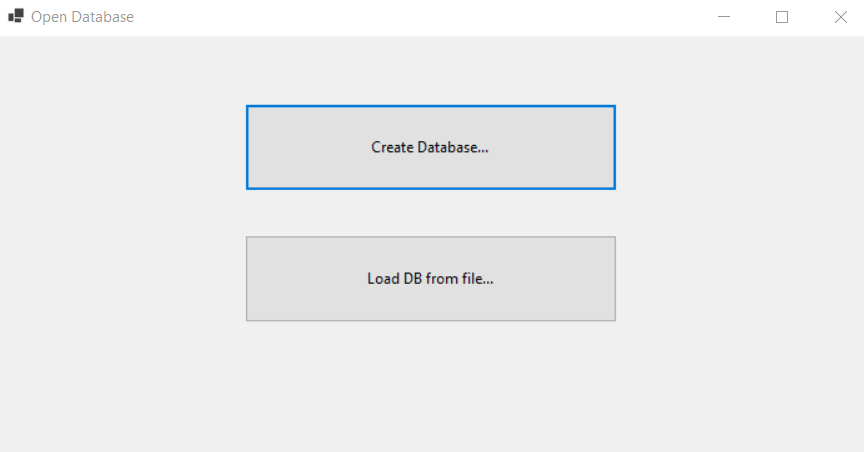 Open Database
Create Database...
Load DB from file...